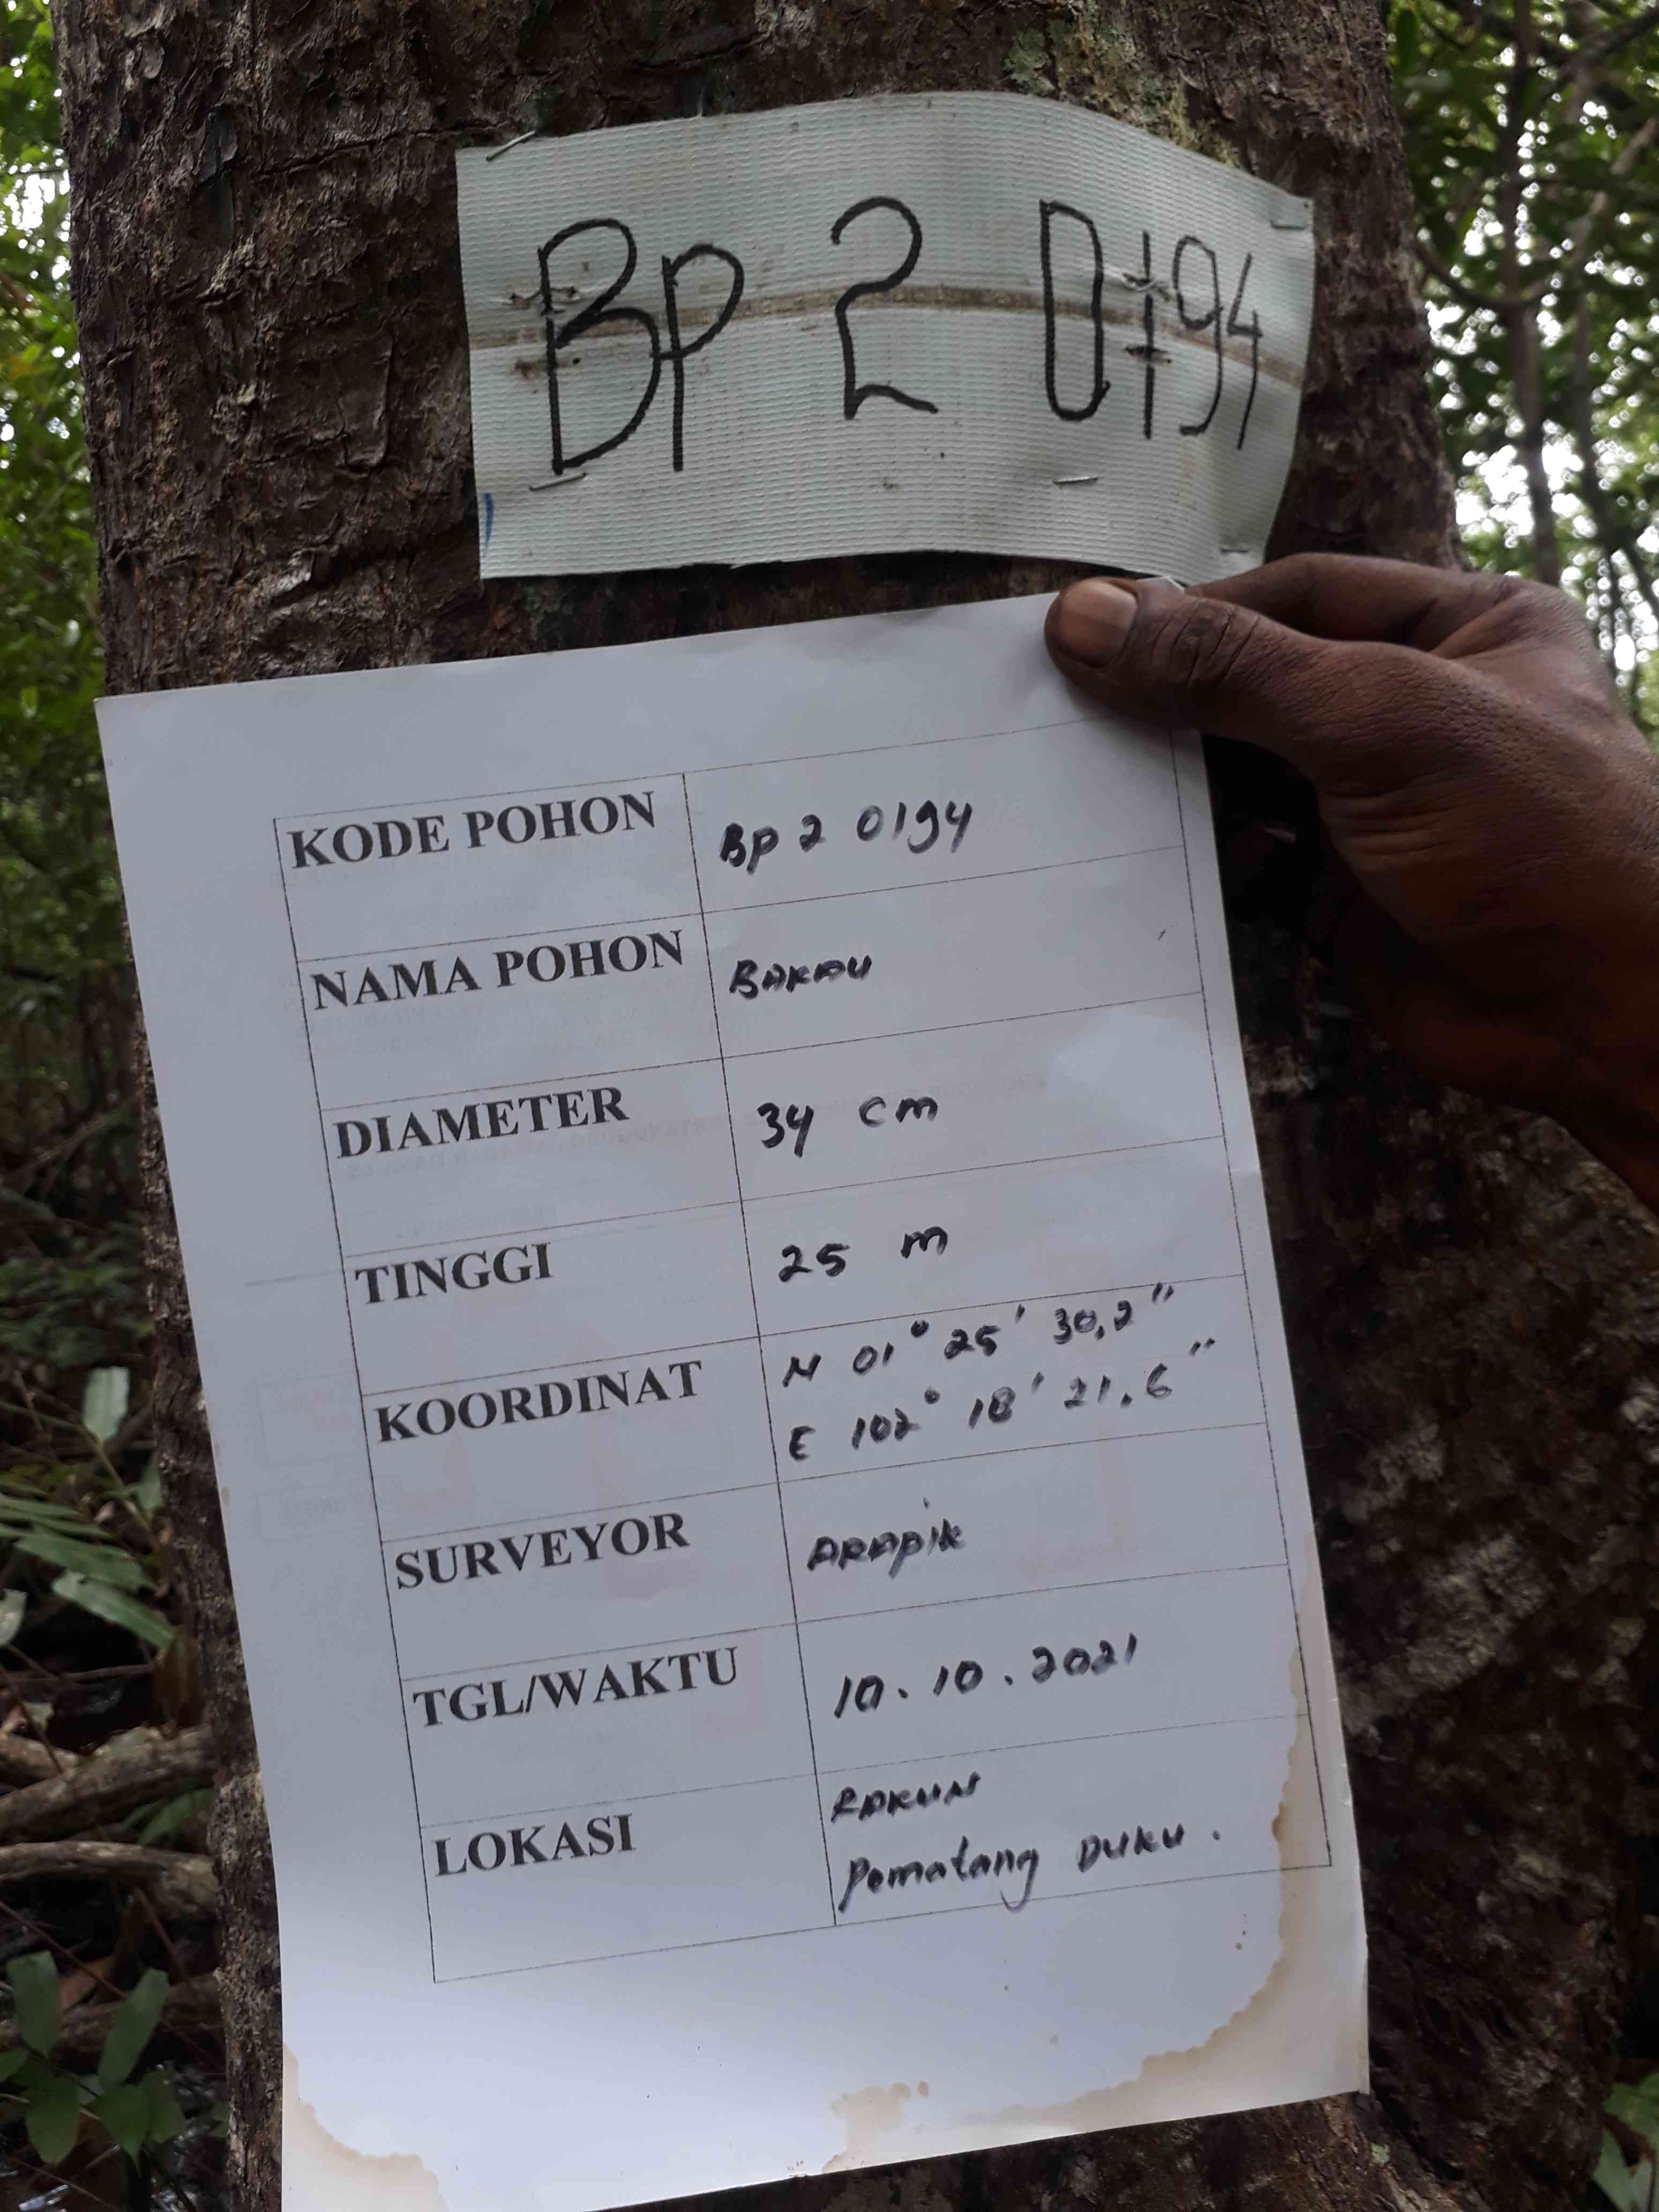 BP 2 0194
KODE POHON BP 2 0194
NAMA POHON BAKAU
DIAMETER 34 cm
TINGGI 25 m
KOORDINAT N 01° 25' 30,2"
E 102° 18' 21.6"
SURVEYOR ARAPIK
TGL/WAKTU 10.10.2021
LOKASI RAKUN
Pematang DUKU.